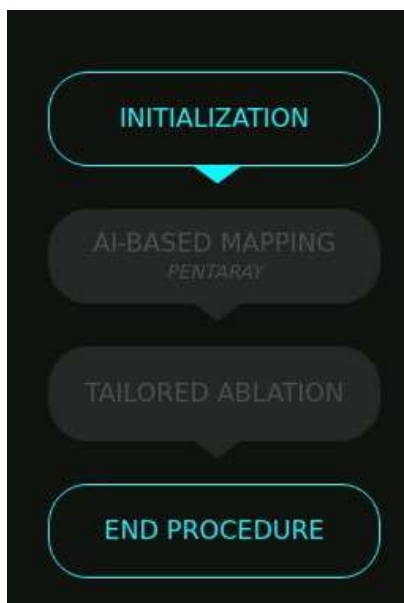 INITIALIZATION
AI-BASED MAPPING
PENTARAY
TAILORED ABLATION
END PROCEDURE